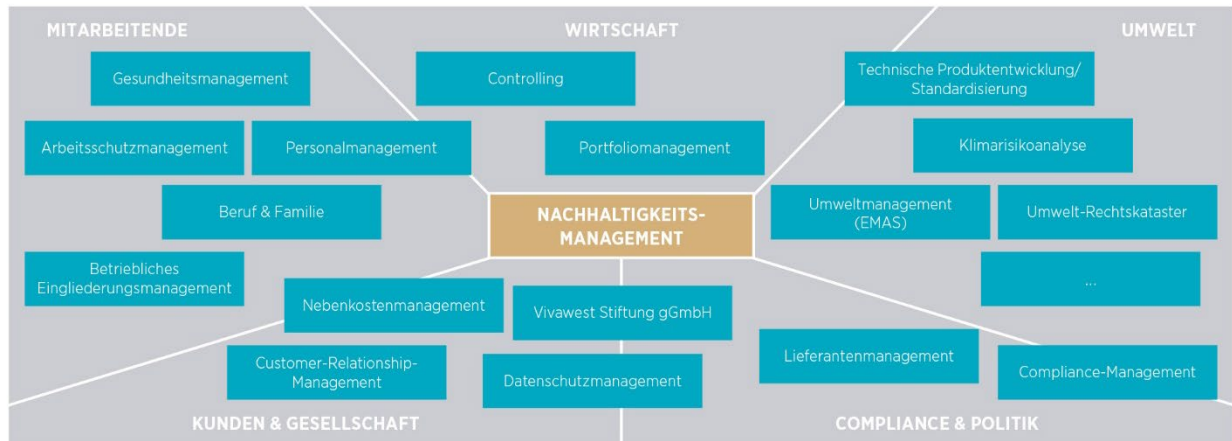 MITARBEITENDE
WIRTSCHAFT
UMWELT
Gesundheitsmanagement
Controlling
Technische Produktentwicklung/
Standardisierung
Arbeitsschutzmanagement
Personalmanagement
Portfoliomanagement
Klimarisikoanalyse
Beruf & Familie
NACHHALTIGKEITS-
MANAGEMENT
Umweltmanagement
(EMAS)
Umwelt-Rechtskataster
Betriebliches
Eingliederungsmanagement
...
Nebenkostenmanagement
Vivawest Stiftung gGmbH
Customer-Relationship-
Management
Datenschutzmanagement
Lieferantenmanagement
Compliance-Management
KUNDEN & GESELLSCHAFT
COMPLIANCE & POLITIK